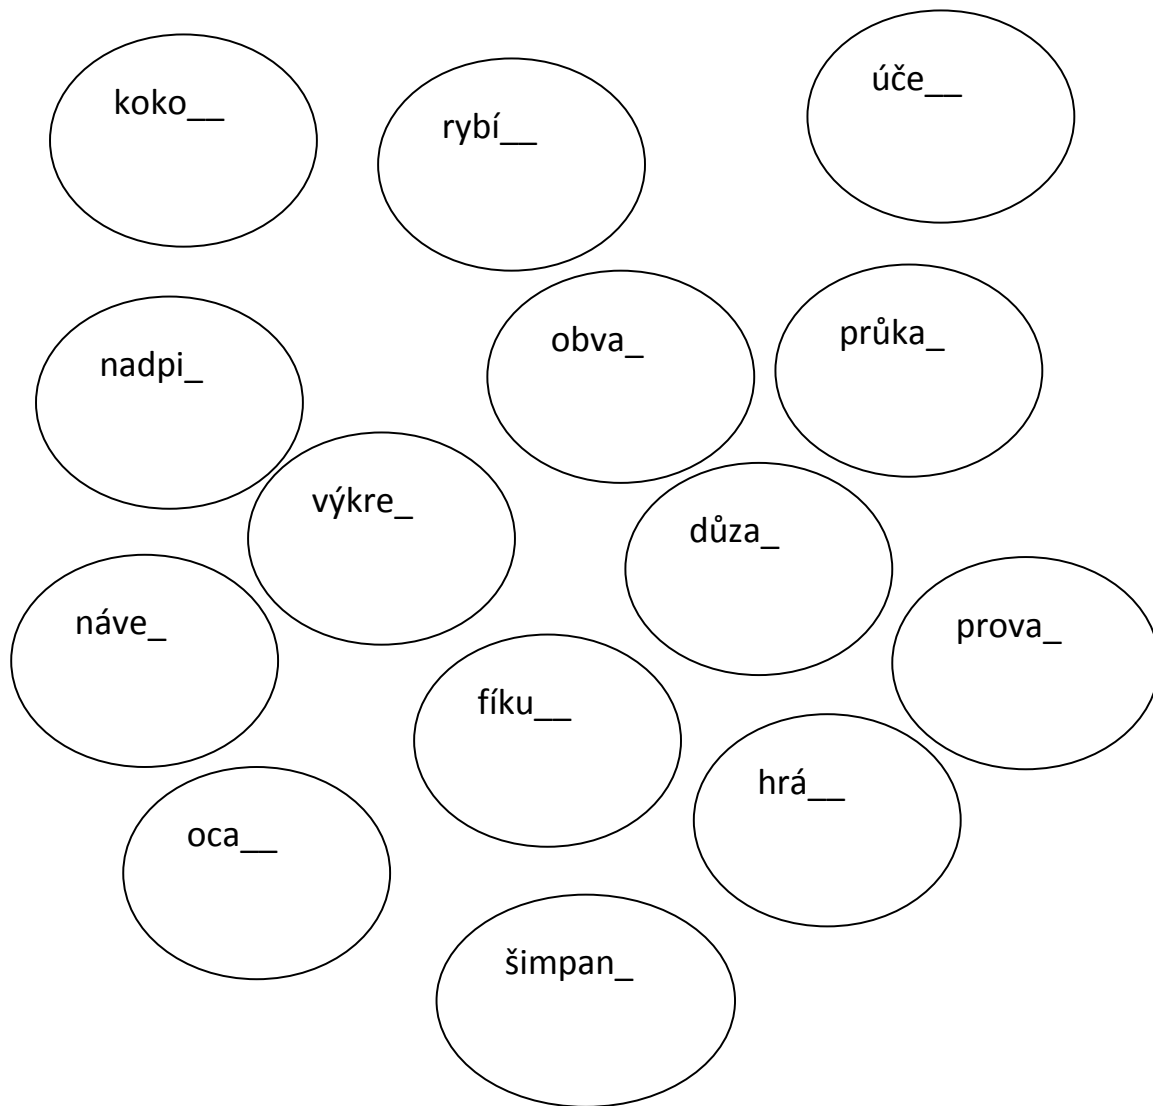 koko__
rybí__
úče__
nadpi_
obva_
průka_
výkre_
důza_
náve_
prova_
fíku__
hrá__
oca__
šimpan_